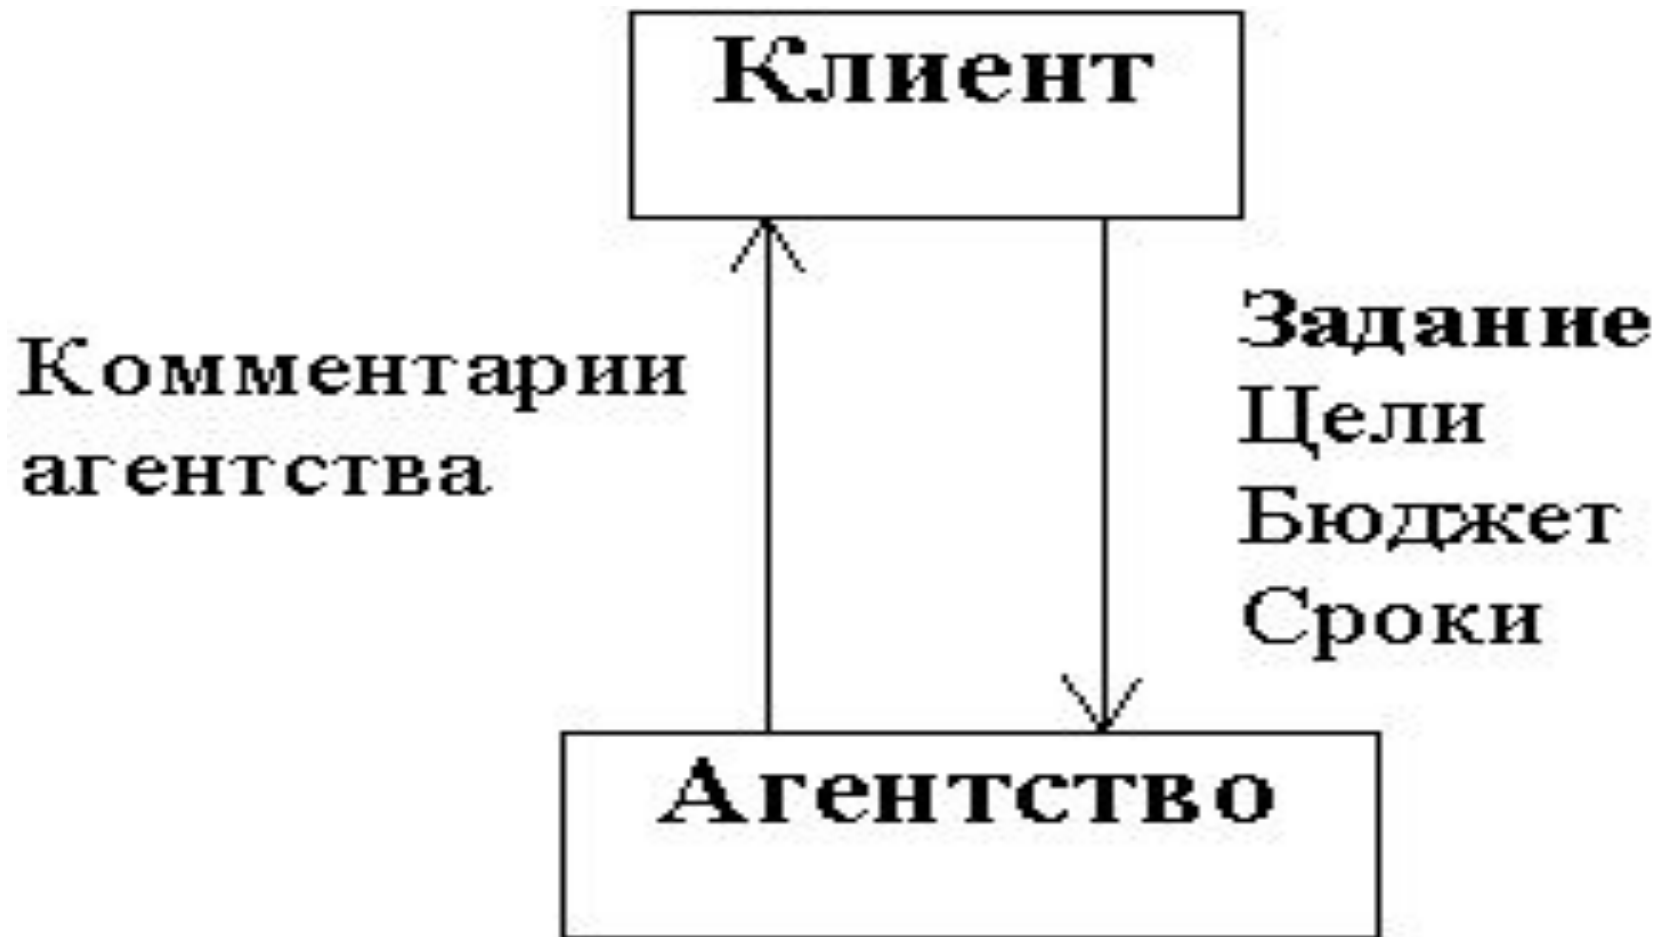 Клиент
Комментарии
агентства
Задание
Цели
Бюджет
Сроки
Агентство